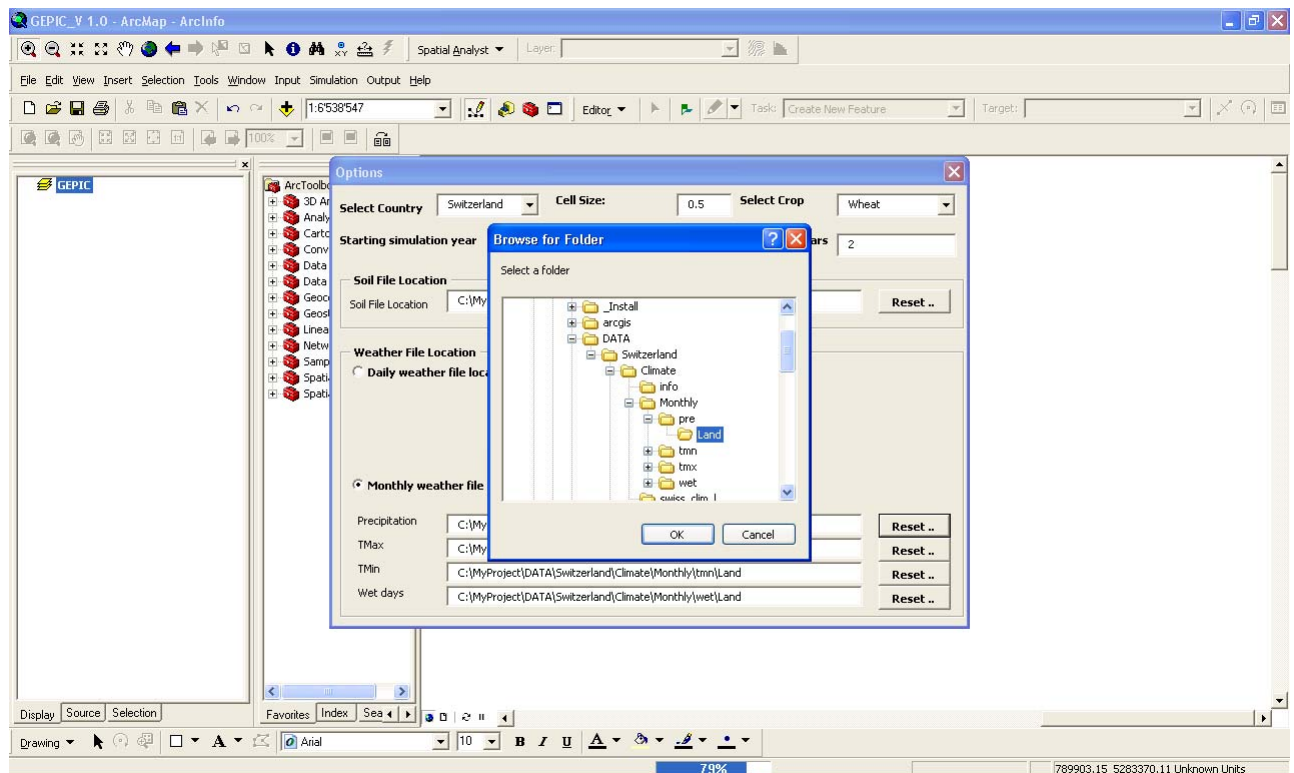 GEPIC_V 1.0 - ArcMap - ArcInfo
Spatial Analyst
Layer:
File Edit View Insert Selection Tools Window Input Simulation Output Help
1:6'538'547
Editor
Task: Create New Feature
Target:
100%
GEPIC
ArcToolbo
3D Ar
Analy
Carto
Conv
Data
Data
Geoco
Geost
Linea
Netw
Samp
Spati
Spati
Options
Select Country Switzerland Cell Size: 0.5 Select Crop Wheat
Starting simulation year
ars 2
Soil File Location
Soil File Location C:\My
Reset ..
Weather File Location
Daily weather file loca
Monthly weather file
Precipitation C:\My Reset ..
TMax C:\My Reset ..
TMin C:\MyProject\DATA\Switzerland\Climate\Monthly\tmn\Land Reset ..
Wet days C:\MyProject\DATA\Switzerland\Climate\Monthly\wet\Land Reset ..
Browse for Folder
Select a folder
_Install
arcgis
DATA
Switzerland
Climate
info
Monthly
pre
Land
tmn
tmx
wet
swiss_clim_l
OK Cancel
Display Source Selection
Favorites Index Sea
Drawing A Arial 10 B I U A
79%
789903.15 5283370.11 Unknown Units